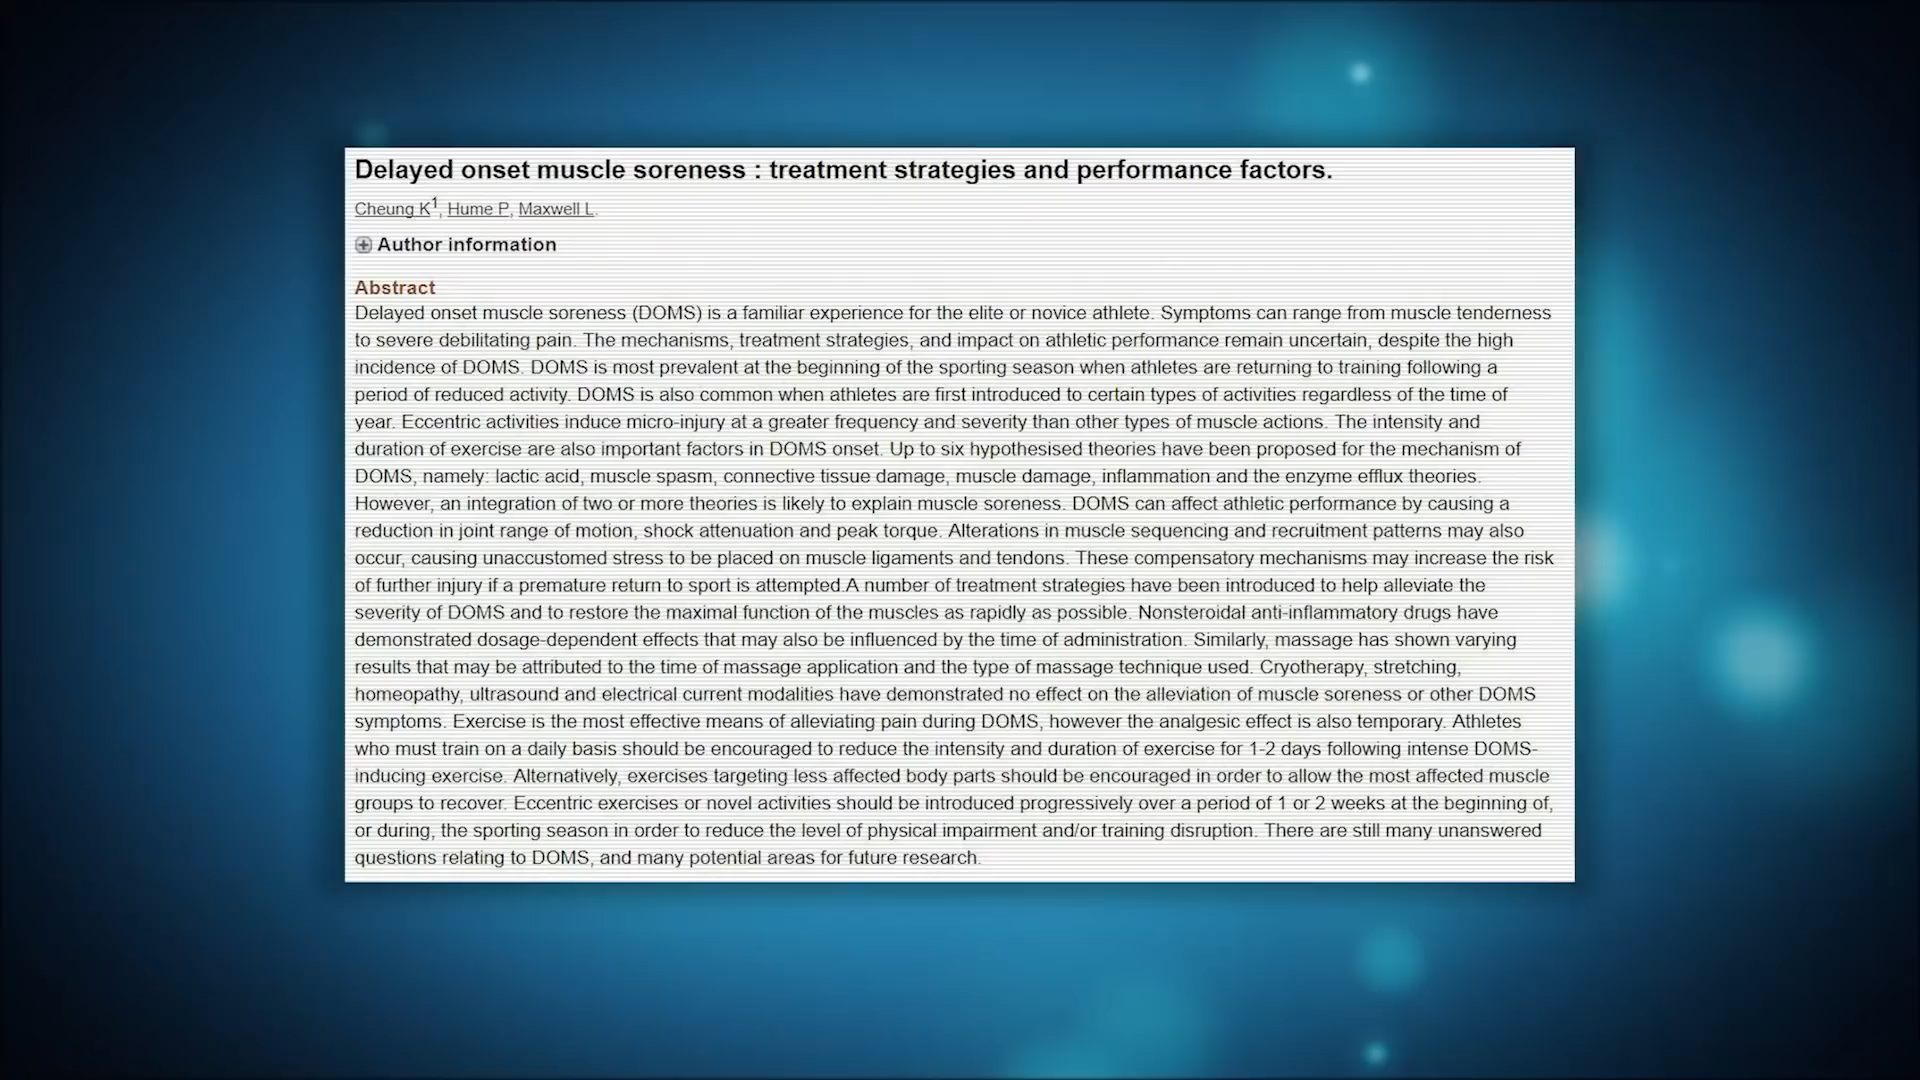 Delayed onset muscle soreness : treatment strategies and performance factors.
Cheung K1, Hume P, Maxwell L.
Author information
Abstract
Delayed onset muscle soreness (DOMS) is a familiar experience for the elite or novice athlete. Symptoms can range from muscle tenderness
to severe debilitating pain. The mechanisms, treatment strategies, and impact on athletic performance remain uncertain, despite the high
incidence of DOMS. DOMS is most prevalent at the beginning of the sporting season when athletes are returning to training following a
period of reduced activity. DOMS is also common when athletes are first introduced to certain types of activities regardless of the time of
year. Eccentric activities induce micro-injury at a greater frequency and severity than other types of muscle actions. The intensity and
duration of exercise are also important factors in DOMS onset. Up to six hypothesised theories have been proposed for the mechanism of
DOMS, namely: lactic acid, muscle spasm, connective tissue damage, muscle damage, inflammation and the enzyme efflux theories.
However, an integration of two or more theories is likely to explain muscle soreness. DOMS can affect athletic performance by causing a
reduction in joint range of motion, shock attenuation and peak torque. Alterations in muscle sequencing and recruitment patterns may also
occur, causing unaccustomed stress to be placed on muscle ligaments and tendons. These compensatory mechanisms may increase the risk
of further injury if a premature return to sport is attempted.A number of treatment strategies have been introduced to help alleviate the
severity of DOMS and to restore the maximal function of the muscles as rapidly as possible. Nonsteroidal anti-inflammatory drugs have
demonstrated dosage-dependent effects that may also be influenced by the time of administration. Similarly, massage has shown varying
results that may be attributed to the time of massage application and the type of massage technique used. Cryotherapy, stretching,
homeopathy, ultrasound and electrical current modalities have demonstrated no effect on the alleviation of muscle soreness or other DOMS
symptoms. Exercise is the most effective means of alleviating pain during DOMS, however the analgesic effect is also temporary. Athletes
who must train on a daily basis should be encouraged to reduce the intensity and duration of exercise for 1-2 days following intense DOMS-
inducing exercise. Alternatively, exercises targeting less affected body parts should be encouraged in order to allow the most affected muscle
groups to recover. Eccentric exercises or novel activities should be introduced progressively over a period of 1 or 2 weeks at the beginning of,
or during, the sporting season in order to reduce the level of physical impairment and/or training disruption. There are still many unanswered
questions relating to DOMS, and many potential areas for future research.